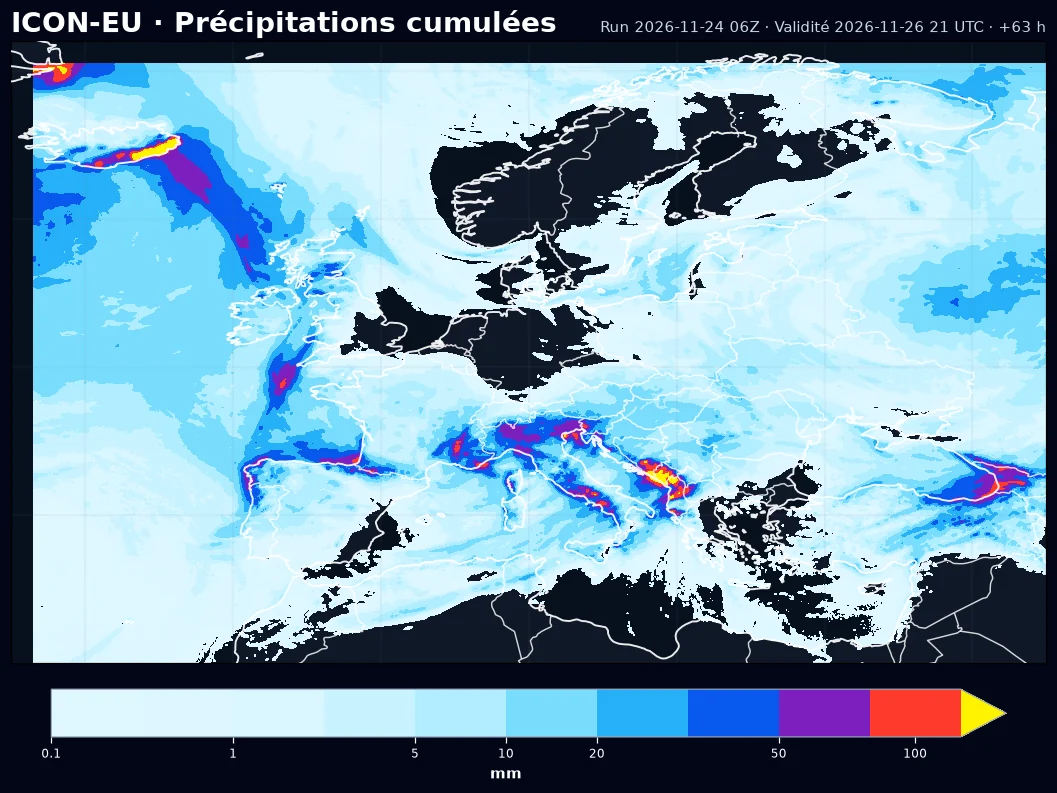 ICON-EU · Précipitations cumulées
Run 2026-11-24 06Z · Validité 2026-11-26 21 UTC · +63 h
0.1 1 5 10 20 50 100
mm